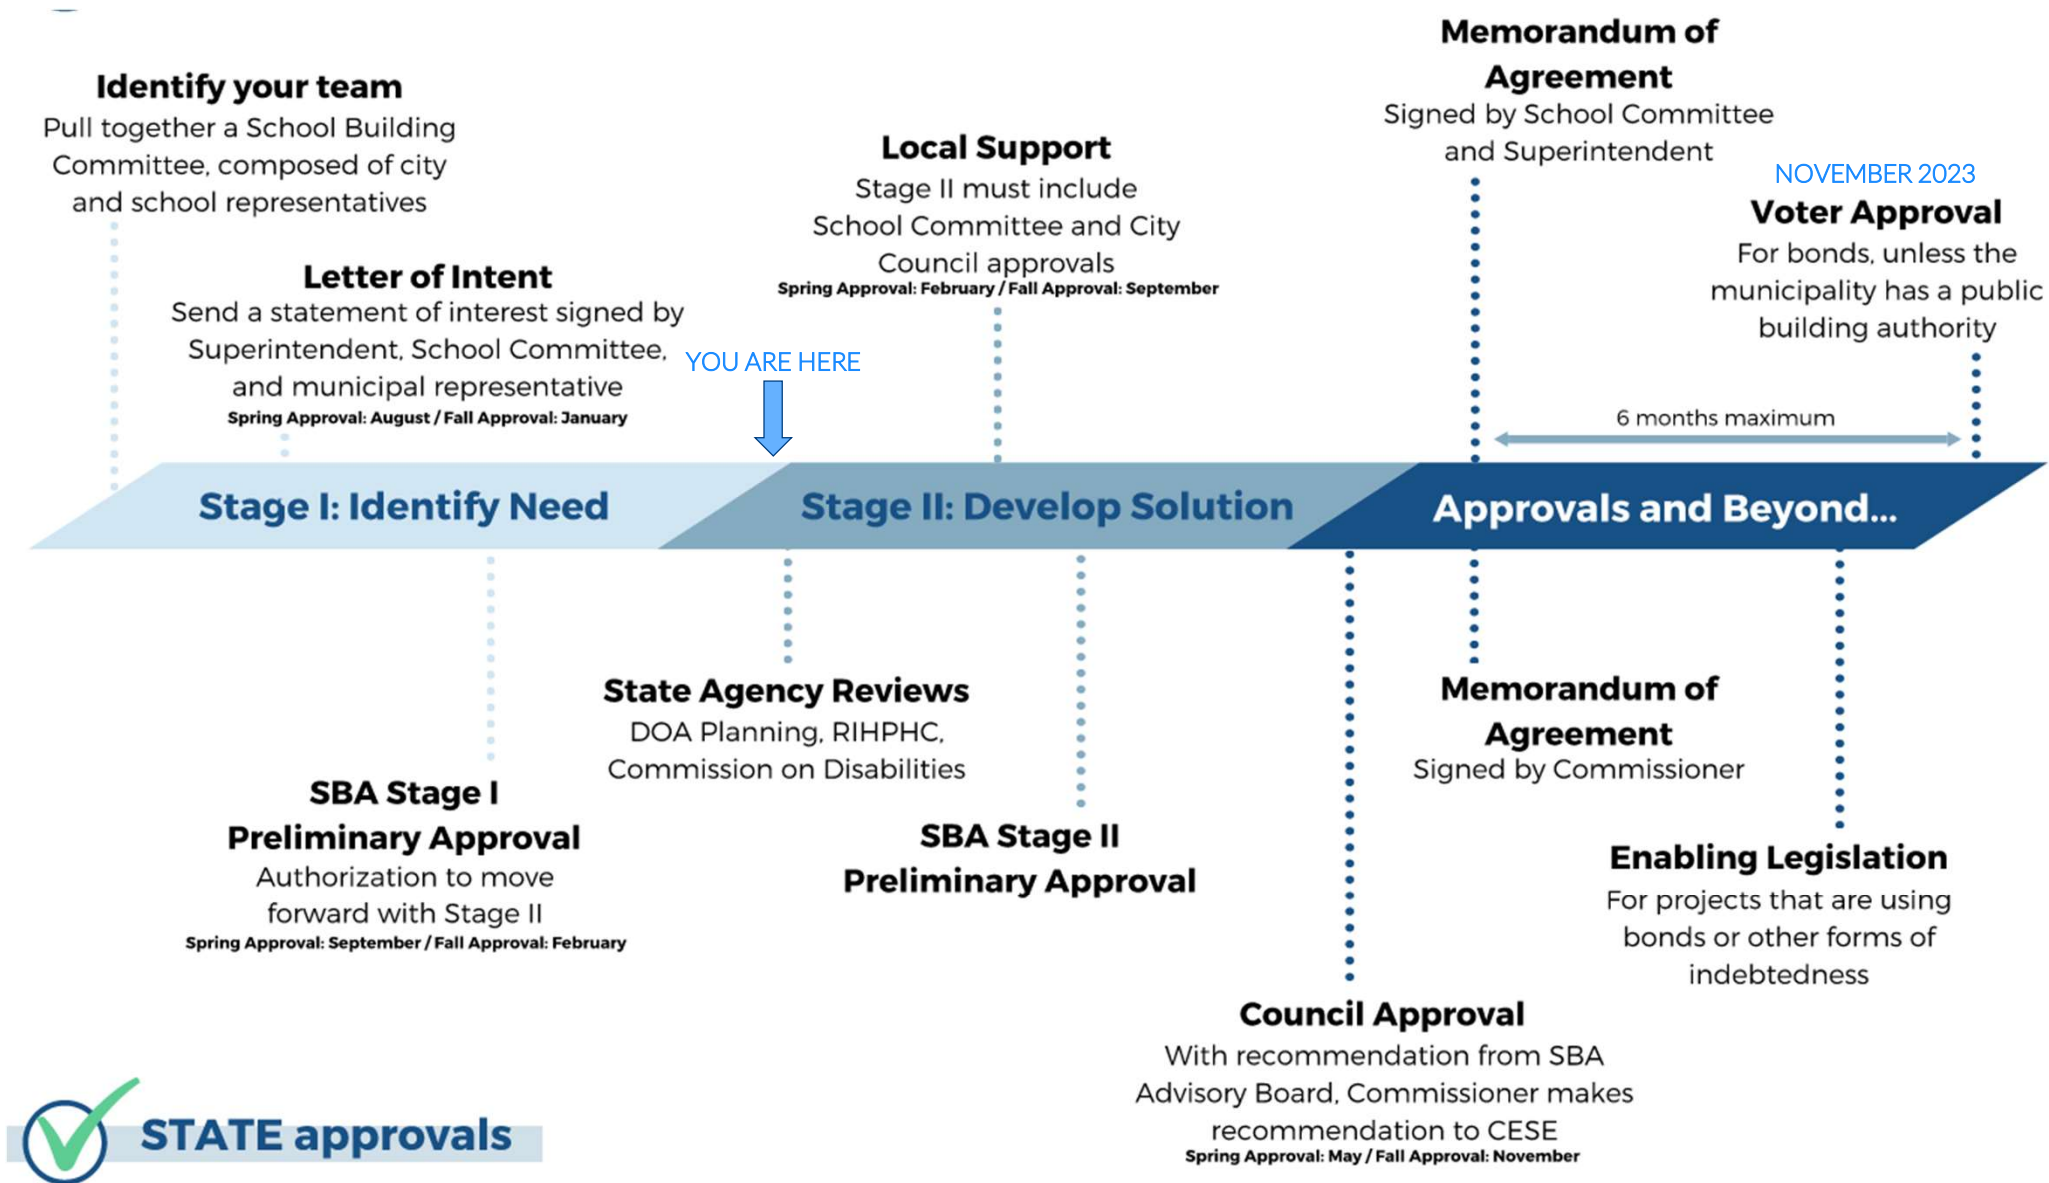 Identify your team
Pull together a School Building
Committee, composed of city
and school representatives
Letter of Intent
Send a statement of interest signed by
Superintendent, School Committee,
and municipal representative
Spring Approval: August / Fall Approval: January
YOU ARE HERE
Local Support
Stage II must include
School Committee and City
Council approvals
Spring Approval: February / Fall Approval: September
Memorandum of
Agreement
Signed by School Committee
and Superintendent
NOVEMBER 2023
Voter Approval
For bonds, unless the
municipality has a public
building authority
6 months maximum
Stage I: Identify Need
Stage II: Develop Solution
Approvals and Beyond...
SBA Stage I
Preliminary Approval
Authorization to move
forward with Stage II
Spring Approval: September / Fall Approval: February
State Agency Reviews
DOA Planning, RIHPHC,
Commission on Disabilities
SBA Stage II
Preliminary Approval
Council Approval
With recommendation from SBA
Advisory Board, Commissioner makes
recommendation to CESE
Spring Approval: May / Fall Approval: November
Memorandum of
Agreement
Signed by Commissioner
Enabling Legislation
For projects that are using
bonds or other forms of
indebtedness
STATE approvals